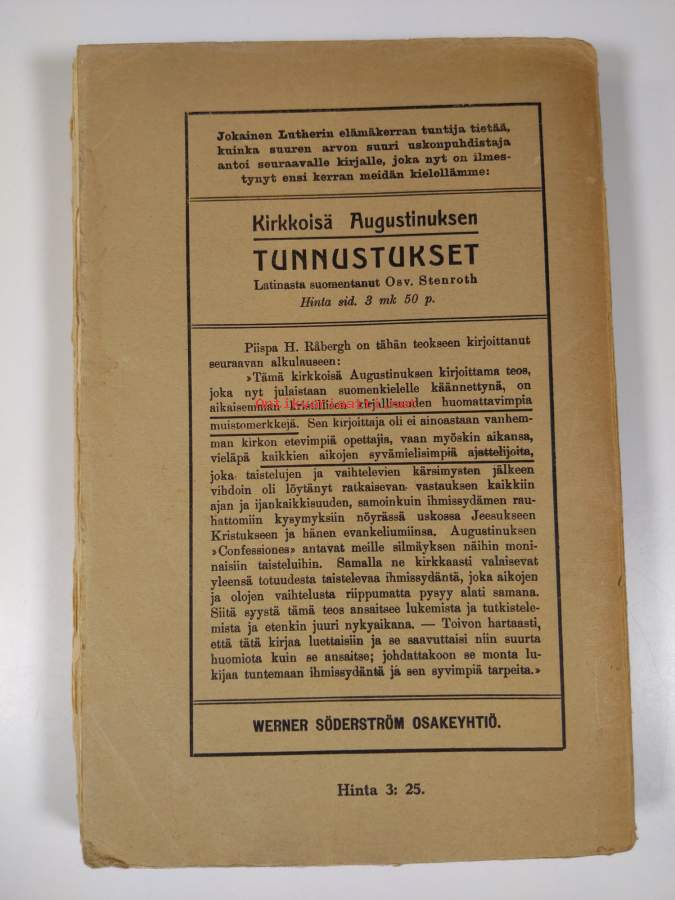 Jokainen Lutherin elämäkerran tuntija tietää,
kuinka suuren arvon suuri uskonpuhdistaja
antoi seuraavalle kirjalle, joka nyt on ilmes-
tynyt ensi kerran meidän kielellämme:
Kirkkoisä Augustinuksen
TUNNUSTUKSET
Latinasta suomentanut Osv. Stenroth
Hinta sid. 3 mk 50 p.
Piispa H. Råbergh on tähän teokseen kirjoittanut
seuraavan alkulauseen:
»Tämä kirkkoisä Augustinuksen kirjoittama teos,
joka nyt julaistaan suomenkielelle käännettynä, on
aikaisemman kristillisen kirjallisuuden huomattavimpia
muistomerkkejä. Sen kirjoittaja oli ei ainoastaan vanhem-
man kirkon etevimpiä opettajia, vaan myöskin aikansa,
vieläpä kaikkien aikojen syvämielisimpiä ajattelijoita,
joka taistelujen ja vaihtelevien kärsimysten jälkeen
vihdoin oli löytänyt ratkaisevan vastauksen kaikkiin
ajan ja ijankaikkisuuden, samoinkuin ihmissydämen rau-
hattomiin kysymyksiin nöyrässä uskossa Jeesukseen
Kristukseen ja hänen evankeliumiinsa. Augustinuksen
»Confessiones» antavat meille silmäyksen näihin moni-
naisiin taisteluihin. Samalla ne kirkkaasti valaisevat
yleensä totuudesta taistelevaa ihmissydäntä, joka aikojen
ja olojen vaihtelusta riippumatta pysyy alati samana.
Siitä syystä tämä teos ansaitsee lukemista ja tutkistele-
mista ja etenkin juuri nykyaikana. — Toivon hartaasti,
että tätä kirjaa luettaisiin ja se saavuttaisi niin suurta
huomiota kuin se ansaitse; johdattakoon se monta lu-
kijaa tuntemaan ihmissydäntä ja sen syvimpiä tarpeita.»
WERNER SÖDERSTRÖM OSAKEYHTIÖ.
Hinta 3: 25.